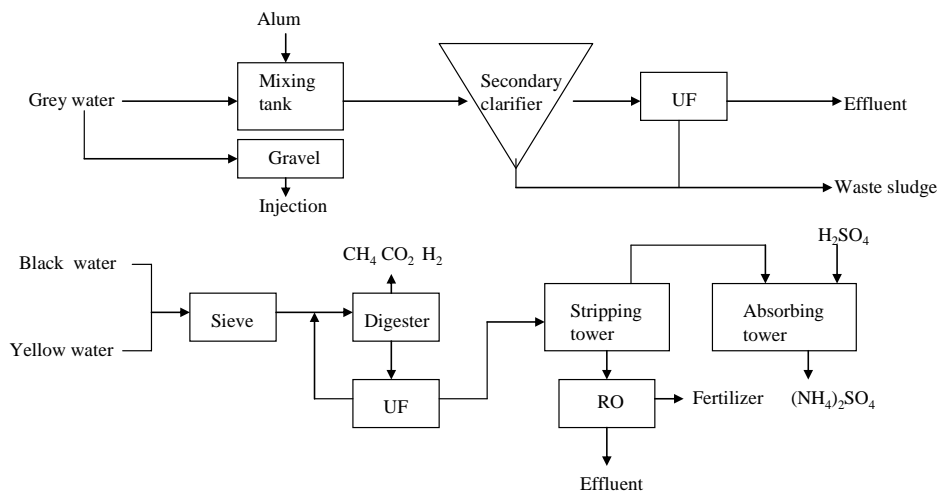 Alum
Grey water
Mixing
tank
Secondary
clarifier
UF
Effluent
Gravel
Injection
Waste sludge
Black water
CH₄ CO₂ H₂
H₂SO₄
Sieve
Digester
Stripping
tower
Absorbing
tower
Yellow water
UF
RO
Fertilizer
(NH₄)₂SO₄
Effluent